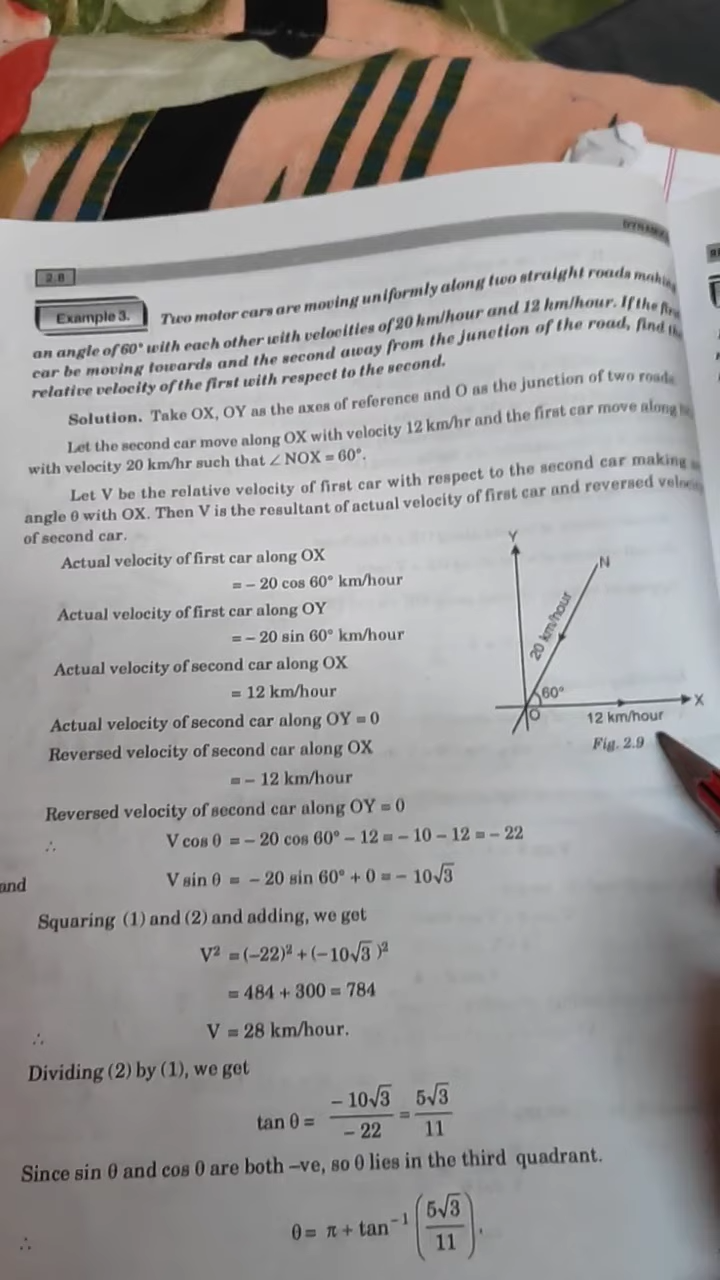 2.8
Example 3. Two motor cars are moving uniformly along two straight roads
an angle of 60° with each other with velocities of 20 km/hour and 12 km/hour. If the
car be moving towards and the second away from the junction of the road, find
relative velocity of the first with respect to the second.
Solution. Take OX, OY as the axes of reference and O as the junction of two roads
Let the second car move along OX with velocity 12 km/hr and the first car move along
with velocity 20 km/hr such that ∠ NOX = 60°.
Let V be the relative velocity of first car with respect to the second car making
angle θ with OX. Then V is the resultant of actual velocity of first car and reversed
of second car.
Actual velocity of first car along OX
= – 20 cos 60° km/hour
Actual velocity of first car along OY
= – 20 sin 60° km/hour
Actual velocity of second car along OX
= 12 km/hour
Actual velocity of second car along OY = 0
Reversed velocity of second car along OX
= – 12 km/hour
Reversed velocity of second car along OY = 0
∴ V cos θ = – 20 cos 60° – 12 = – 10 – 12 = – 22
and V sin θ = – 20 sin 60° + 0 = – 10√3
Squaring (1) and (2) and adding, we get
V² = (–22)² + (–10√3)²
= 484 + 300 = 784
∴ V = 28 km/hour.
Dividing (2) by (1), we get
tan θ = – 10√3 / – 22 = 5√3 / 11
Since sin θ and cos θ are both –ve, so θ lies in the third quadrant.
∴ θ = π + tan⁻¹ (5√3 / 11).
Y
N
20 km/hour
60°
O
X
12 km/hour
Fig. 2.9